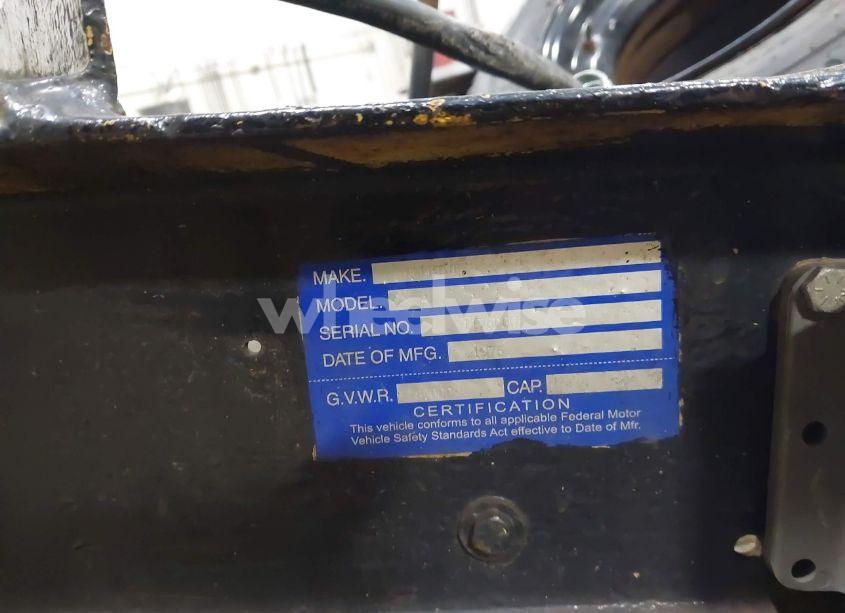 MAKE.
MODEL.
SERIAL NO.
DATE OF MFG.
G.V.W.R. CAP.
CERTIFICATION
This vehicle conforms to all applicable Federal Motor
Vehicle Safety Standards Act effective to Date of Mfr.
wheelwise